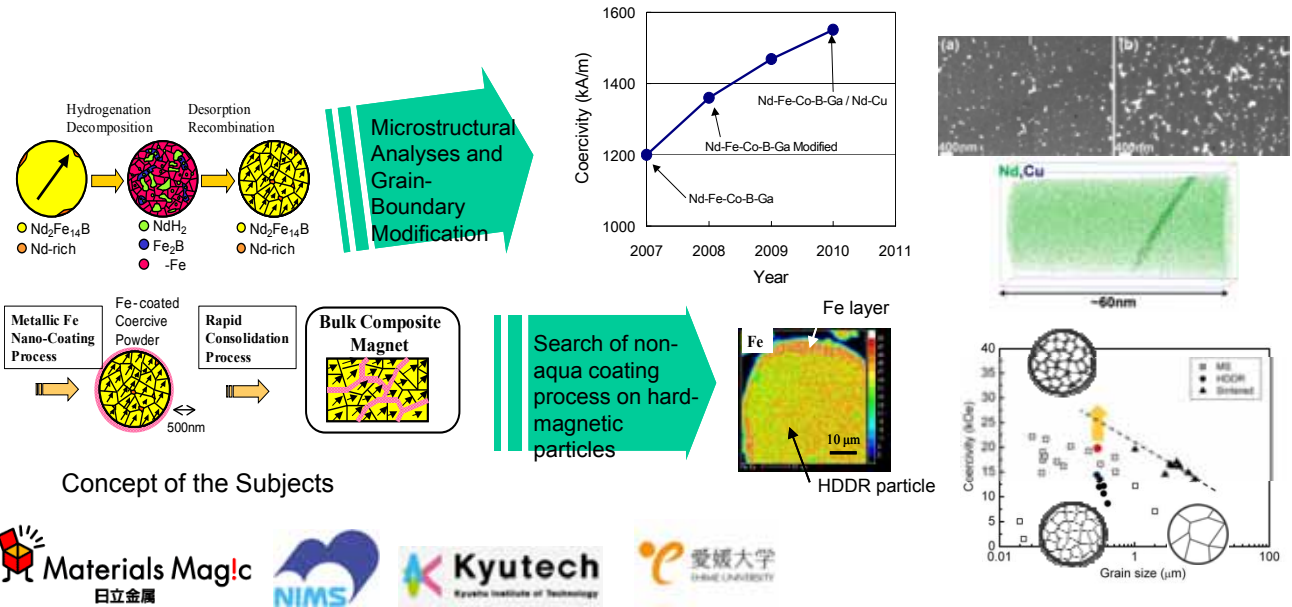 Hydrogenation
Decomposition
Desorption
Recombination
Nd2Fe14B
Nd-rich
NdH2
Fe2B
-Fe
Nd2Fe14B
Nd-rich
Microstructural
Analyses and
Grain-
Boundary
Modification
Coercivity (kA/m)
1600
1400
1200
1000
Nd-Fe-Co-B-Ga / Nd-Cu
Nd-Fe-Co-B-Ga Modified
Nd-Fe-Co-B-Ga
2007 2008 2009 2010 2011
Year
(a)
400nm
(b)
400nm
Nd,Cu
~60nm
Metallic Fe
Nano-Coating
Process
Fe-coated
Coercive
Powder
500nm
Rapid
Consolidation
Process
Bulk Composite
Magnet
Search of non-
aqua coating
process on hard-
magnetic
particles
Fe layer
Fe
10 μm
HDDR particle
Coercivity (kOe)
40
35
30
25
20
15
10
5
0
MS
HDDR
Sintered
0.01 1 100
Grain size (μm)
Concept of the Subjects
Materials Mag!c
日立金属
NIMS
Kyutech
Kyushu Institute of Technology
愛媛大学
EHIME UNIVERSITY